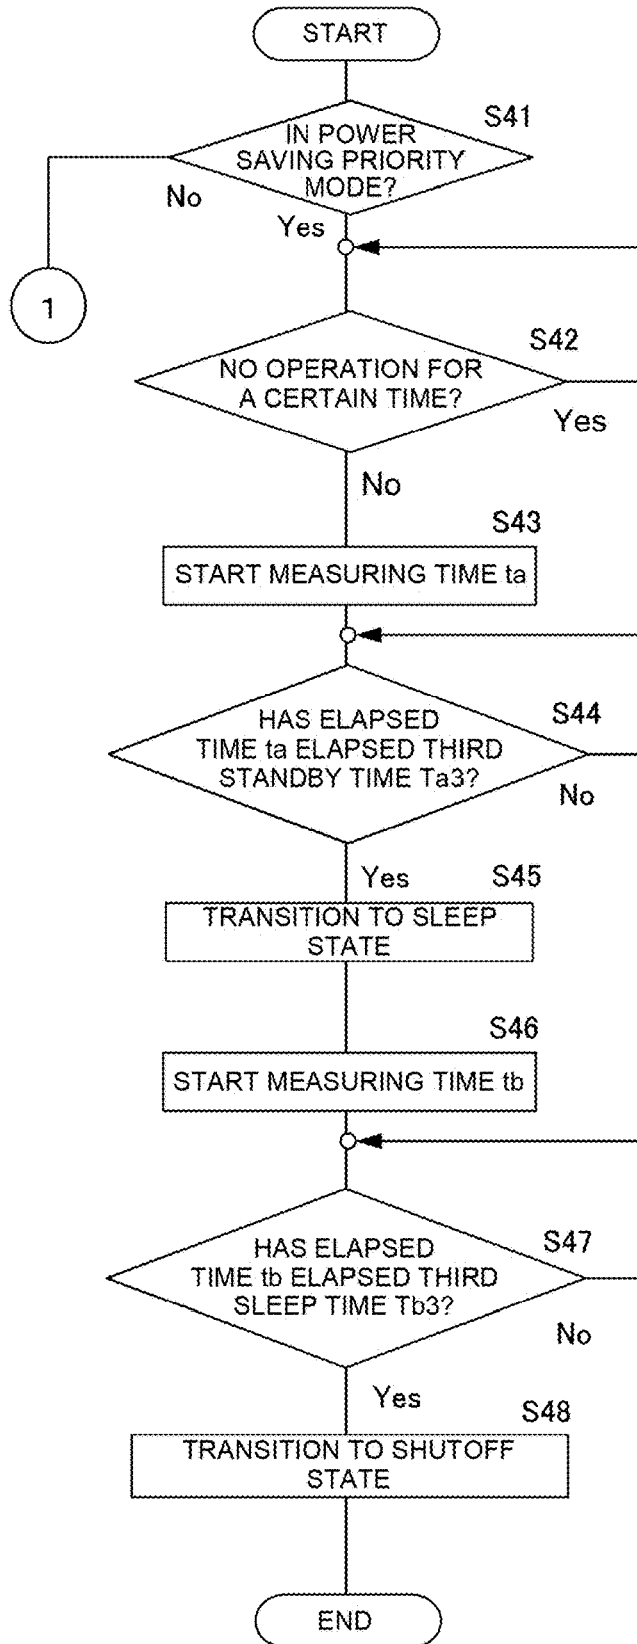 START
S41
IN POWER
SAVING PRIORITY
MODE?
No
Yes
1
S42
NO OPERATION FOR
A CERTAIN TIME?
Yes
No
S43
START MEASURING TIME ta
S44
HAS ELAPSED
TIME ta ELAPSED THIRD
STANDBY TIME Ta3?
No
Yes
S45
TRANSITION TO SLEEP
STATE
S46
START MEASURING TIME tb
S47
HAS ELAPSED
TIME tb ELAPSED THIRD
SLEEP TIME Tb3?
No
Yes
S48
TRANSITION TO SHUTOFF
STATE
END